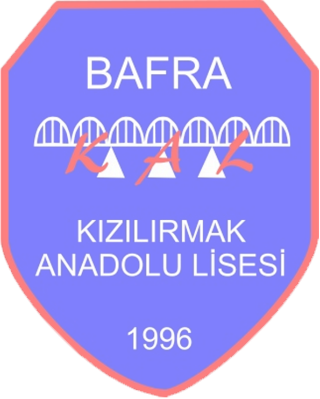 BAFRA
KAL
KIZILIRMAK
ANADOLU LİSESİ
1996